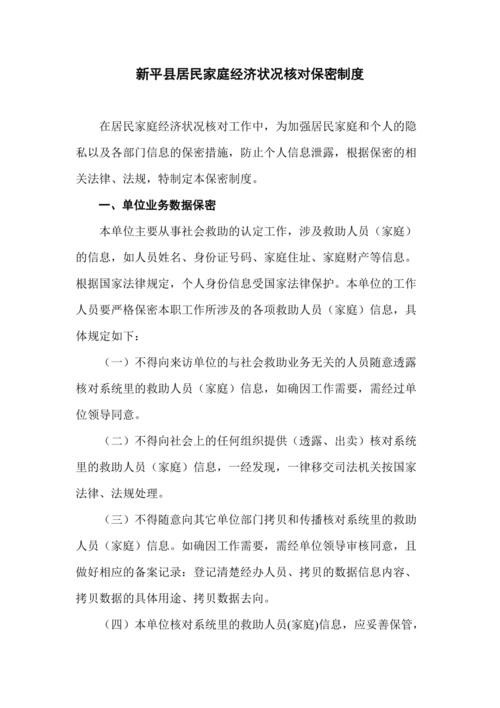 新平县居民家庭经济状况核对保密制度
在居民家庭经济状况核对工作中，为加强居民家庭和个人的隐
私以及各部门信息的保密措施，防止个人信息泄露，根据保密的相
关法律、法规，特制定本保密制度。
一、单位业务数据保密
本单位主要从事社会救助的认定工作，涉及救助人员（家庭）
的信息，如人员姓名、身份证号码、家庭住址、家庭财产等信息。
根据国家法律规定，个人身份信息受国家法律保护。本单位的工作
人员要严格保密本职工作所涉及的各项救助人员（家庭）信息，具
体规定如下：
（一）不得向来访单位的与社会救助业务无关的人员随意透露
核对系统里的救助人员（家庭）信息，如确因工作需要，需经过单
位领导同意。
（二）不得向社会上的任何组织提供（透露、出卖）核对系统
里的救助人员（家庭）信息，一经发现，一律移交司法机关按国家
法律、法规处理。
（三）不得随意向其它单位部门拷贝和传播核对系统里的救助
人员（家庭）信息。如确因工作需要，需经单位领导审核同意，且
做好相应的备案记录：登记清楚经办人员、拷贝的数据信息内容、
拷贝数据的具体用途、拷贝数据去向。
（四）本单位核对系统里的救助人员(家庭)信息，应妥善保管，